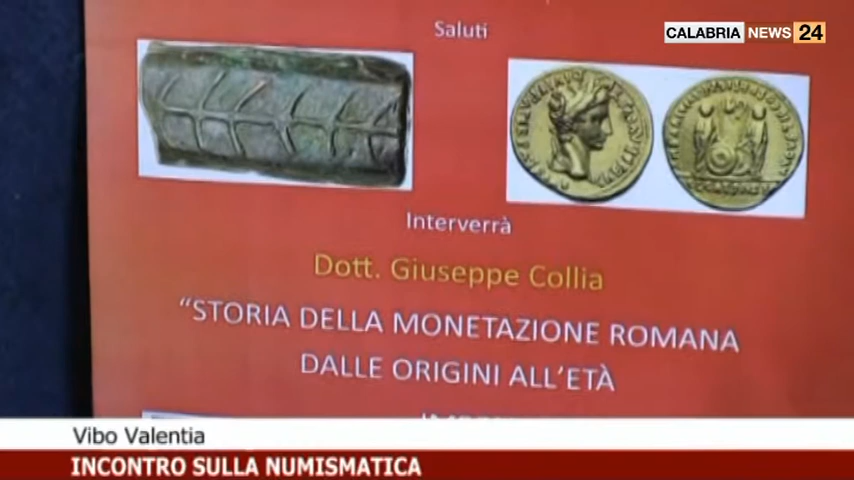 Saluti
CALABRIA NEWS 24
Interverrà
Dott. Giuseppe Collia
“STORIA DELLA MONETAZIONE ROMANA
DALLE ORIGINI ALL’ETÀ
Vibo Valentia
INCONTRO SULLA NUMISMATICA